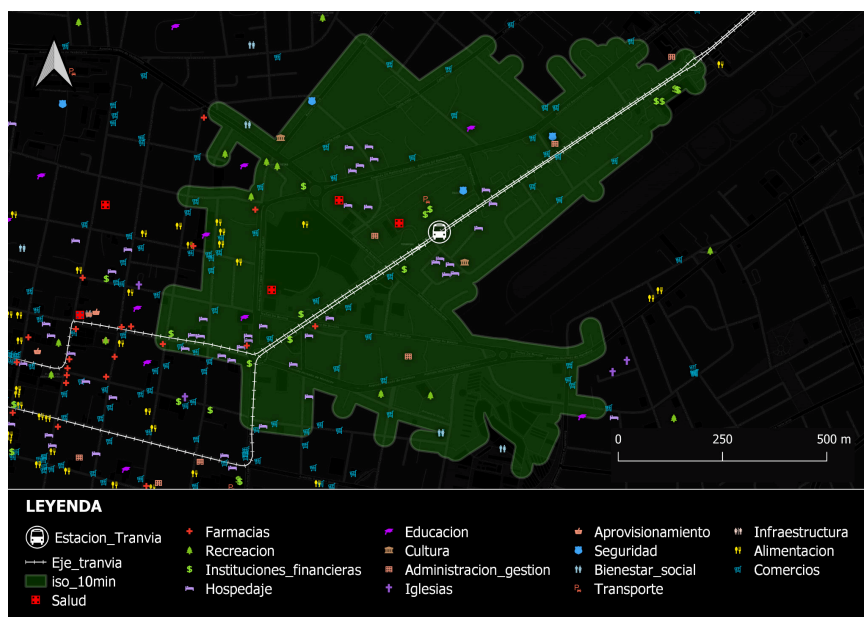 0 250 500 m
LEYENDA
Estacion_Tranvia
Eje_tranvia
iso_10min
Salud
Farmacias
Recreacion
Instituciones_financieras
Hospedaje
Educacion
Cultura
Administracion_gestion
Iglesias
Aprovisionamiento
Seguridad
Bienestar_social
Transporte
Infraestructura
Alimentacion
Comercios